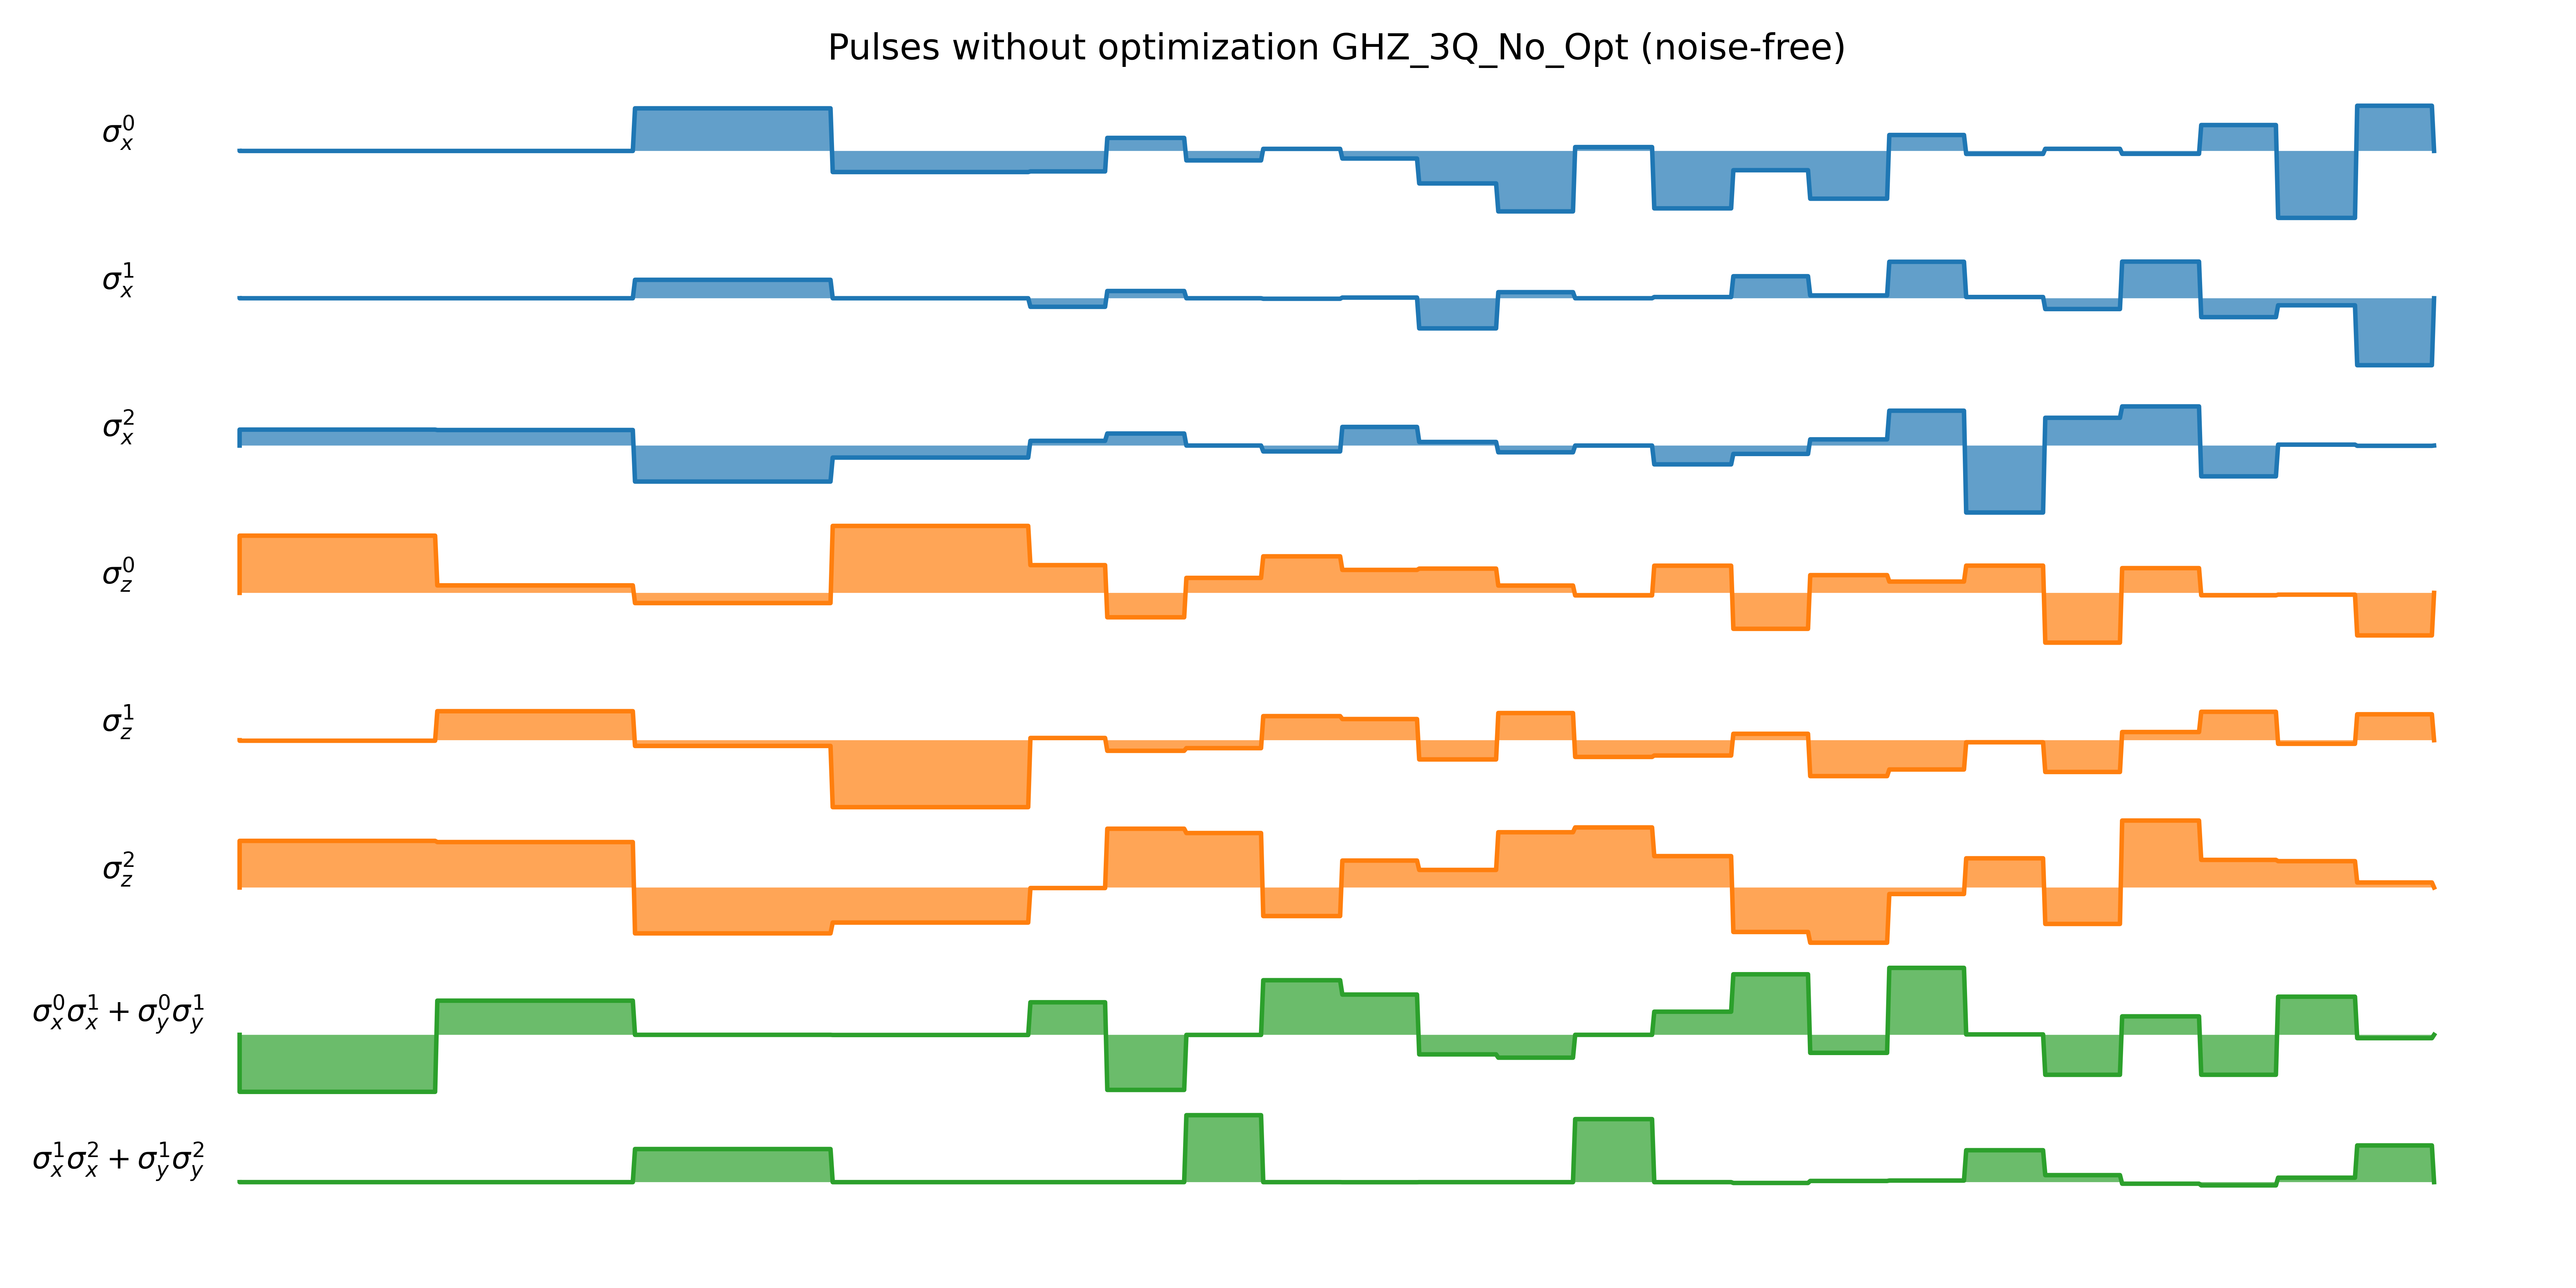 Pulses without optimization GHZ_3Q_No_Opt (noise-free)
σ_x^0
σ_x^1
σ_x^2
σ_z^0
σ_z^1
σ_z^2
σ_x^0σ_x^1 + σ_y^0σ_y^1
σ_x^1σ_x^2 + σ_y^1σ_y^2